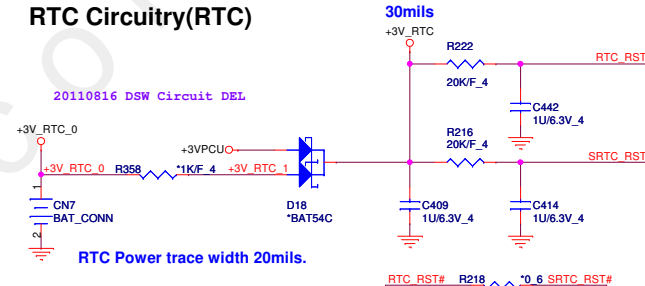 RTC Circuitry(RTC)
30mils
+3V_RTC
R222
RTC_RST
20K/F_4
20110816 DSW Circuit DEL
C442
1U/6.3V_4
+3V_RTC_0
+3VPCU
R216
20K/F_4
SRTC_RST
+3V_RTC_0 R358 *1K/F_4 +3V_RTC_1
1
CN7
BAT_CONN
2
D18
*BAT54C
C409
1U/6.3V_4
C414
1U/6.3V_4
RTC Power trace width 20mils.
RTC_RST# R218 *0_6 SRTC_RST#